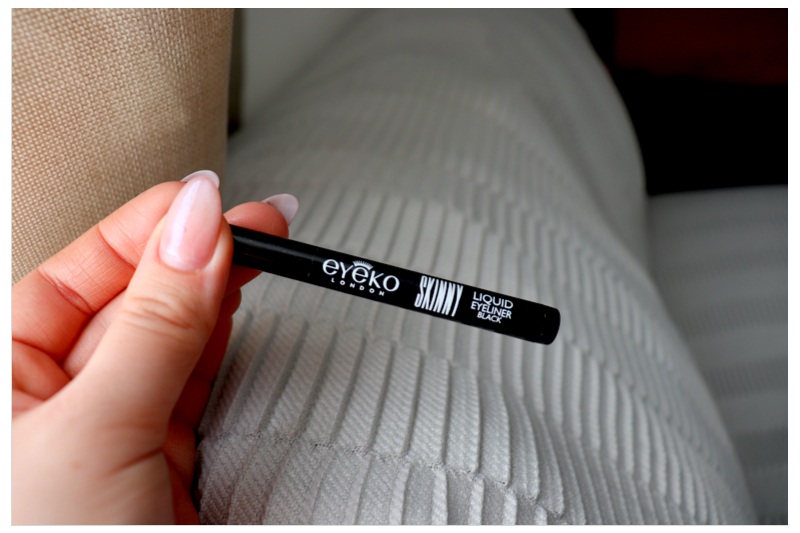 eyeko
LONDON
SKINNY
LIQUID
EYELINER
BLACK